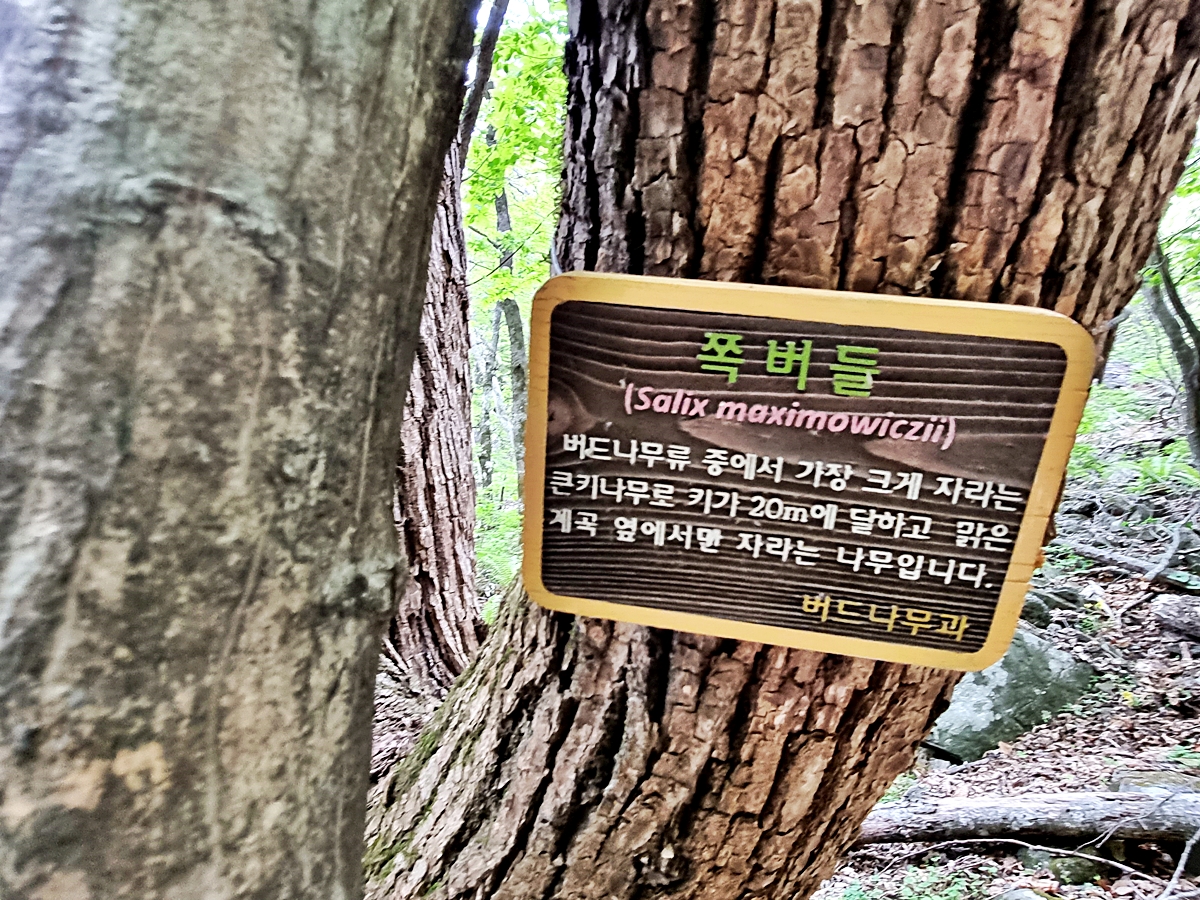 쪽버들
(Salix maximowiczii)
버드나무류 중에서 가장 크게 자라는
큰키나무로 키가 20m에 달하고 맑은
계곡 옆에서만 자라는 나무입니다.
버드나무과